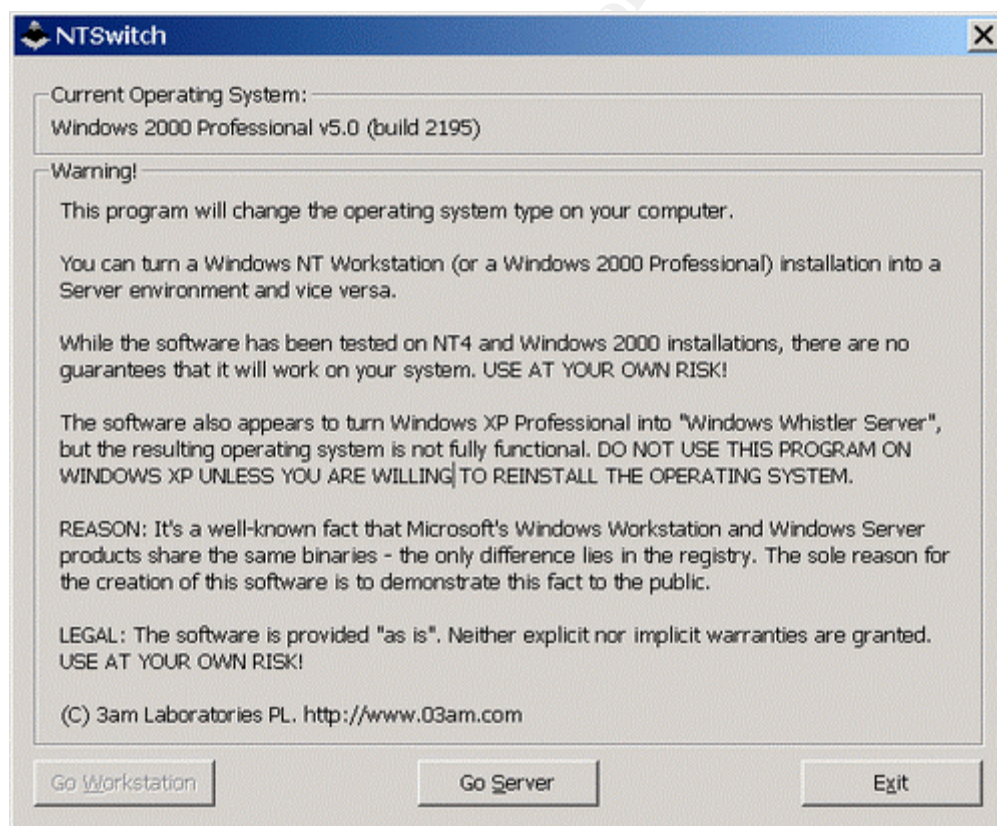 NTSwitch
Current Operating System:
Windows 2000 Professional v5.0 (build 2195)
Warning!
This program will change the operating system type on your computer.
You can turn a Windows NT Workstation (or a Windows 2000 Professional) installation into a
Server environment and vice versa.
While the software has been tested on NT4 and Windows 2000 installations, there are no
guarantees that it will work on your system. USE AT YOUR OWN RISK!
The software also appears to turn Windows XP Professional into "Windows Whistler Server",
but the resulting operating system is not fully functional. DO NOT USE THIS PROGRAM ON
WINDOWS XP UNLESS YOU ARE WILLING TO REINSTALL THE OPERATING SYSTEM.
REASON: It's a well-known fact that Microsoft's Windows Workstation and Windows Server
products share the same binaries - the only difference lies in the registry. The sole reason for
the creation of this software is to demonstrate this fact to the public.
LEGAL: The software is provided "as is". Neither explicit nor implicit warranties are granted.
USE AT YOUR OWN RISK!
(C) 3am Laboratories PL. http://www.03am.com
Go Workstation
Go Server
Exit